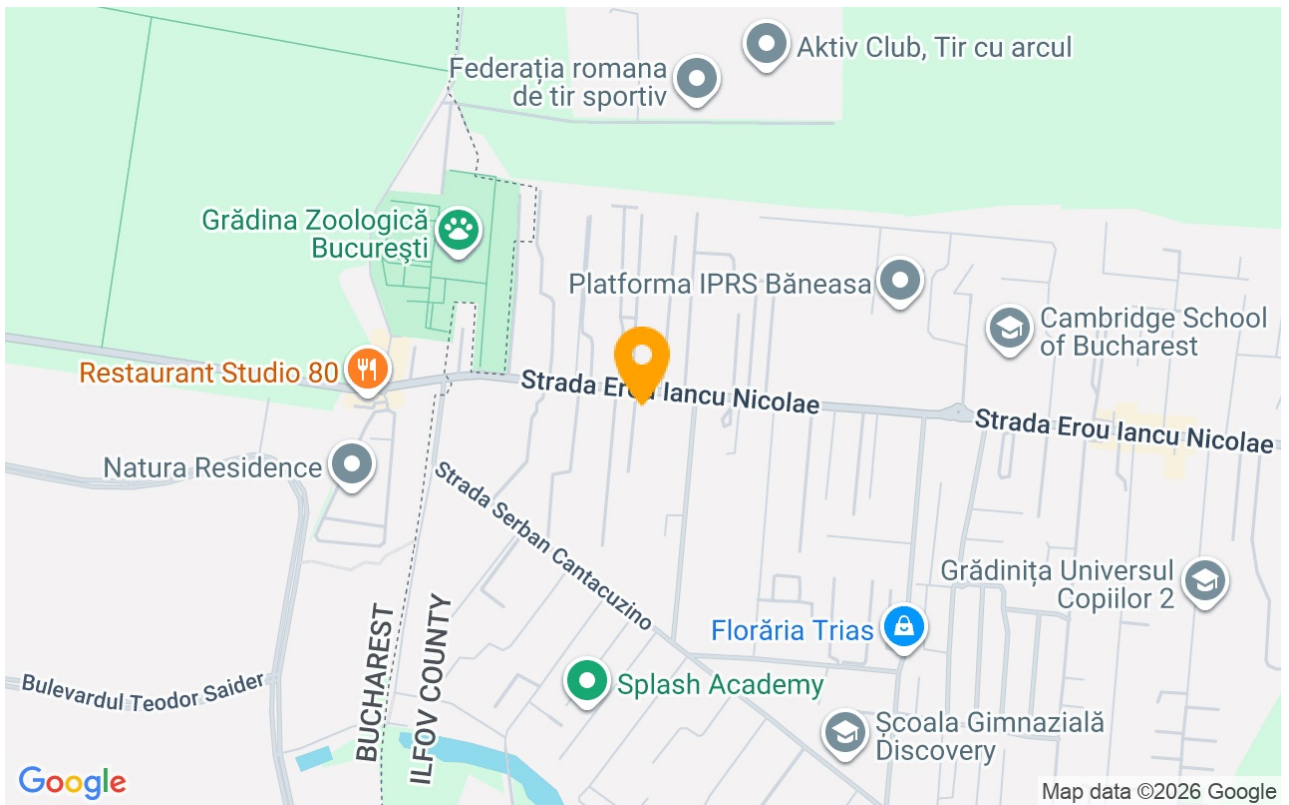 Aktiv Club, Tir cu arcul
Federația romana
de tir sportiv
Grădina Zoologică
București
Platforma IPRS Băneasa
Cambridge School
of Bucharest
Restaurant Studio 80
Strada Erou Iancu Nicolae
Strada Erou Iancu Nicolae
Natura Residence
Strada Serban Cantacuzino
Grădinița Universul
Copiilor 2
BUCHAREST
ILFOV COUNTY
Florăria Trias
Bulevardul Teodor Saider
Splash Academy
Școala Gimnazială
Discovery
Google
Map data ©2026 Google